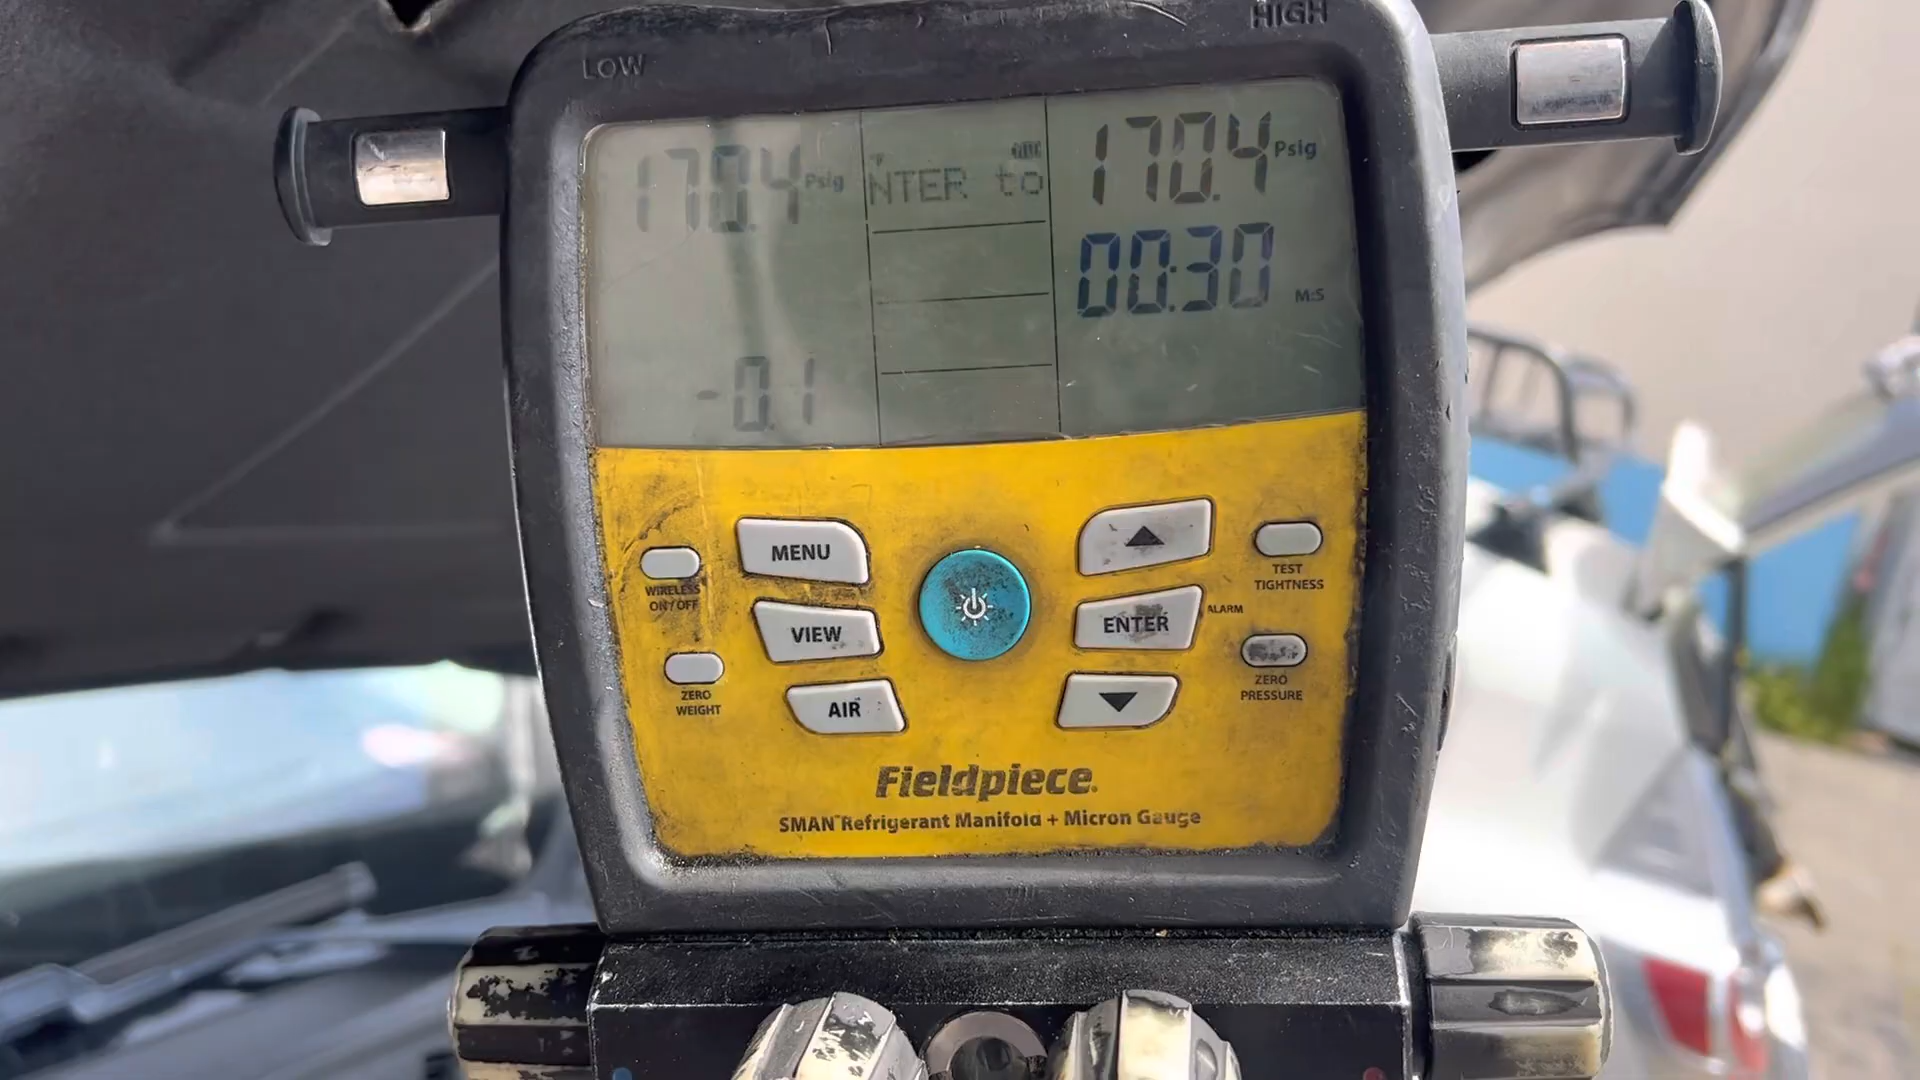 LOW
HIGH
170.4 Psig
°F
NTER to
170.4 Psig
00:30 M:S
-0.1
MENU
WIRELESS
ON/OFF
VIEW
ZERO
WEIGHT
AIR
TEST
TIGHTNESS
ENTER
ALARM
ZERO
PRESSURE
Fieldpiece
SMAN™ Refrigerant Manifold + Micron Gauge